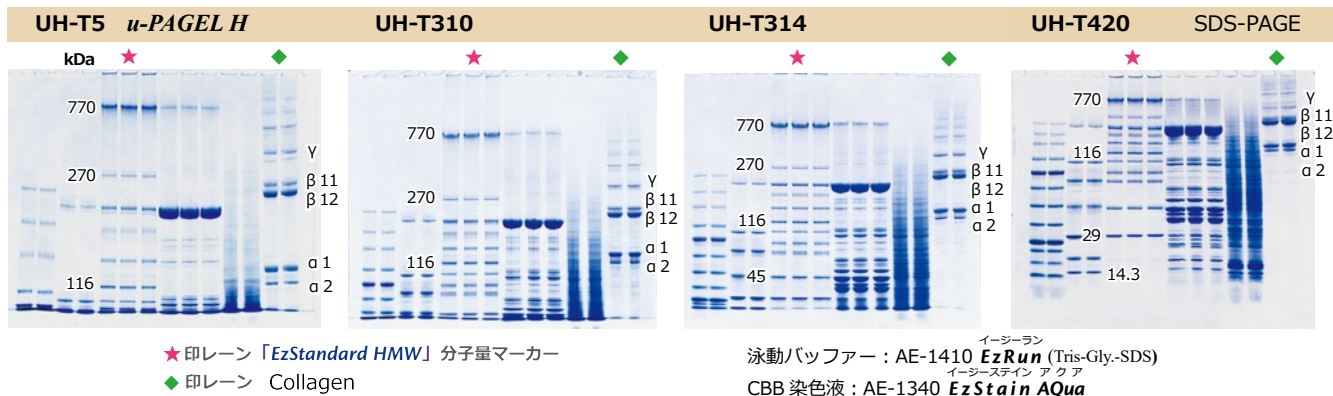 UH-T5 u-PAGEL H UH-T310 UH-T314 UH-T420 SDS-PAGE
kDa ★ ◆ ★ ◆ ★ ◆ ★ ◆
770
270
116
γ
β 11
β 12
α 1
α 2
770
270
116
γ
β 11
β 12
α 1
α 2
770
270
116
45
γ
β 11
β 12
α 1
α 2
770
116
29
14.3
γ
β 11
β 12
α 1
α 2
★ 印レーン「EzStandard HMW」分子量マーカー
◆ 印レーン Collagen
イージーラン
泳動バッファー : AE-1410 EzRun (Tris-Gly.-SDS)
イージーステイン アクア
CBB 染色液 : AE-1340 EzStain AQua